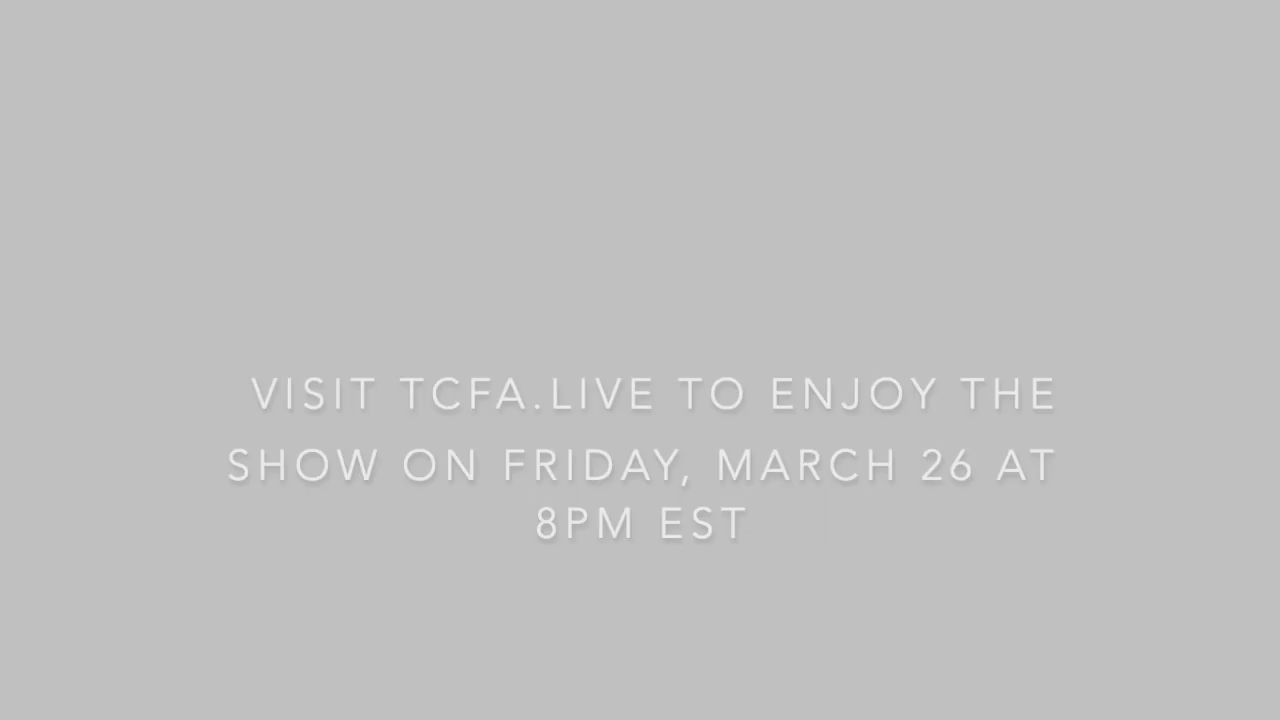 VISIT TCFA.LIVE TO ENJOY THE
SHOW ON FRIDAY, MARCH 26 AT
8PM EST